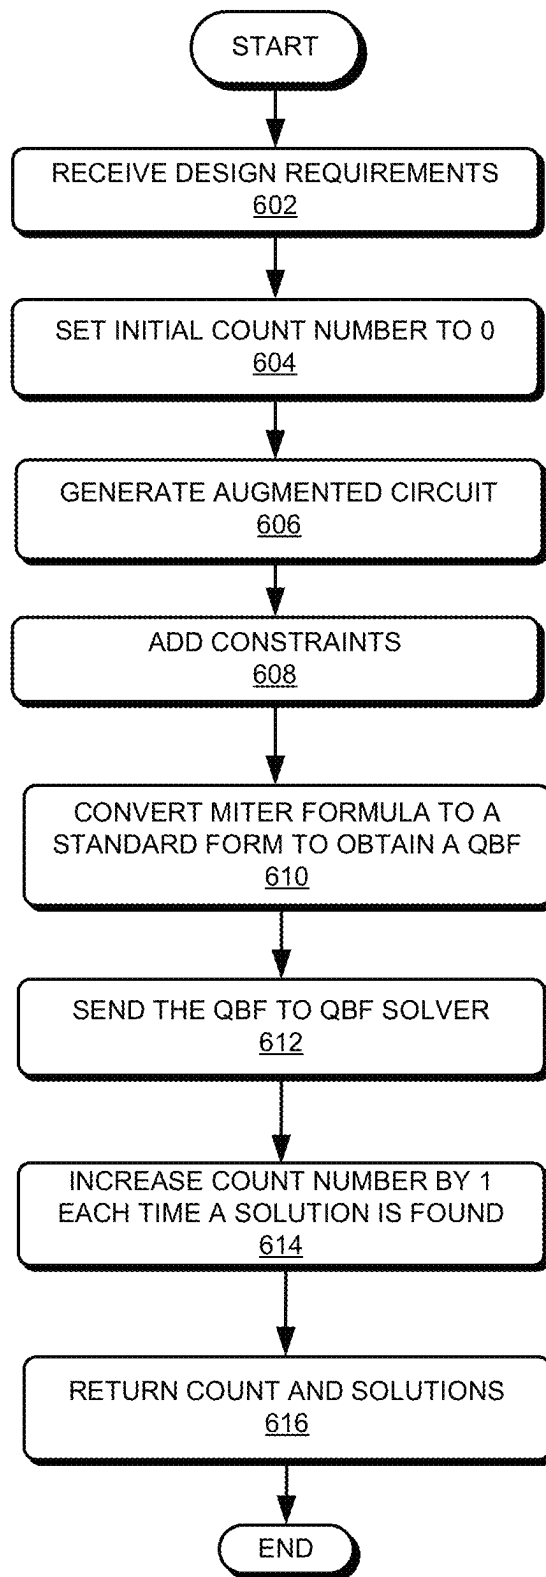 START
RECEIVE DESIGN REQUIREMENTS
602
SET INITIAL COUNT NUMBER TO 0
604
GENERATE AUGMENTED CIRCUIT
606
ADD CONSTRAINTS
608
CONVERT MITER FORMULA TO A
STANDARD FORM TO OBTAIN A QBF
610
SEND THE QBF TO QBF SOLVER
612
INCREASE COUNT NUMBER BY 1
EACH TIME A SOLUTION IS FOUND
614
RETURN COUNT AND SOLUTIONS
616
END